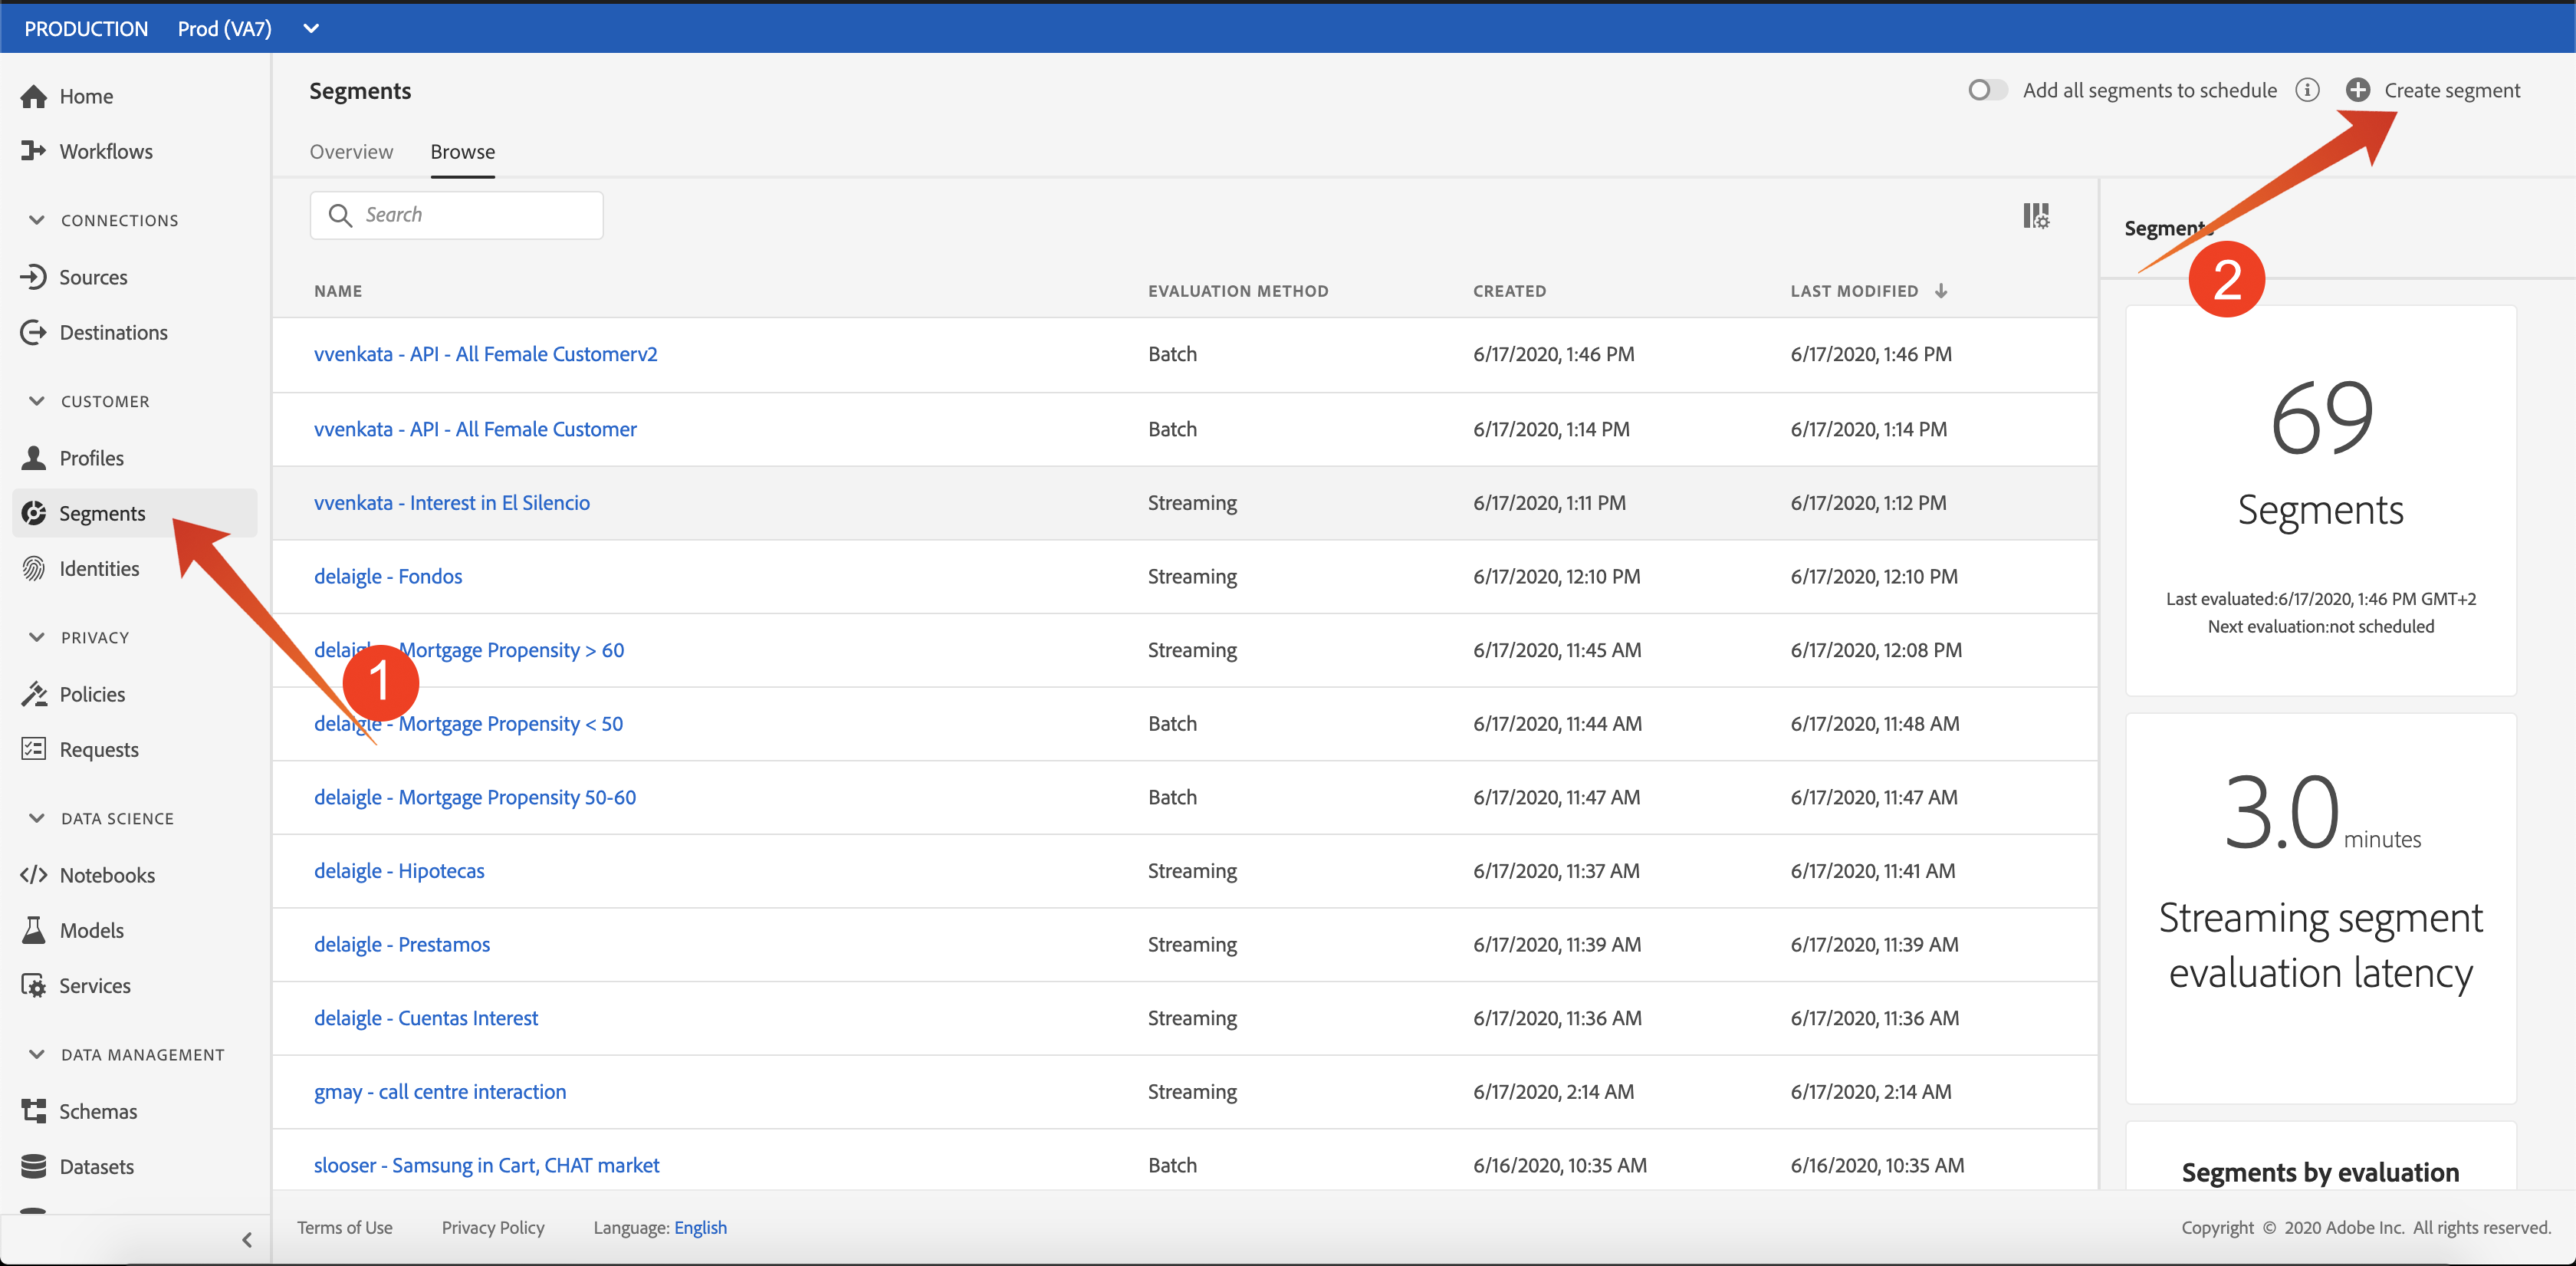 PRODUCTION Prod (VA7)
Home
Workflows
CONNECTIONS
Sources
Destinations
CUSTOMER
Profiles
Segments
Identities
PRIVACY
Policies
Requests
DATA SCIENCE
Notebooks
Models
Services
DATA MANAGEMENT
Schemas
Datasets
Segments
Add all segments to schedule Create segment
Overview Browse
Search
NAME EVALUATION METHOD CREATED LAST MODIFIED
vvenkata - API - All Female Customerv2 Batch 6/17/2020, 1:46 PM 6/17/2020, 1:46 PM
vvenkata - API - All Female Customer Batch 6/17/2020, 1:14 PM 6/17/2020, 1:14 PM
vvenkata - Interest in El Silencio Streaming 6/17/2020, 1:11 PM 6/17/2020, 1:12 PM
delaigle - Fondos Streaming 6/17/2020, 12:10 PM 6/17/2020, 12:10 PM
delaigle - Mortgage Propensity > 60 Streaming 6/17/2020, 11:45 AM 6/17/2020, 12:08 PM
1
delaigle - Mortgage Propensity < 50 Batch 6/17/2020, 11:44 AM 6/17/2020, 11:48 AM
delaigle - Mortgage Propensity 50-60 Batch 6/17/2020, 11:47 AM 6/17/2020, 11:47 AM
delaigle - Hipotecas Streaming 6/17/2020, 11:37 AM 6/17/2020, 11:41 AM
delaigle - Prestamos Streaming 6/17/2020, 11:39 AM 6/17/2020, 11:39 AM
delaigle - Cuentas Interest Streaming 6/17/2020, 11:36 AM 6/17/2020, 11:36 AM
gmay - call centre interaction Streaming 6/17/2020, 2:14 AM 6/17/2020, 2:14 AM
slooser - Samsung in Cart, CHAT market Batch 6/16/2020, 10:35 AM 6/16/2020, 10:35 AM
Segments
2
69
Segments
Last evaluated:6/17/2020, 1:46 PM GMT+2
Next evaluation:not scheduled
3.0 minutes
Streaming segment
evaluation latency
Segments by evaluation
Terms of Use Privacy Policy Language: English
Copyright © 2020 Adobe Inc. All rights reserved.